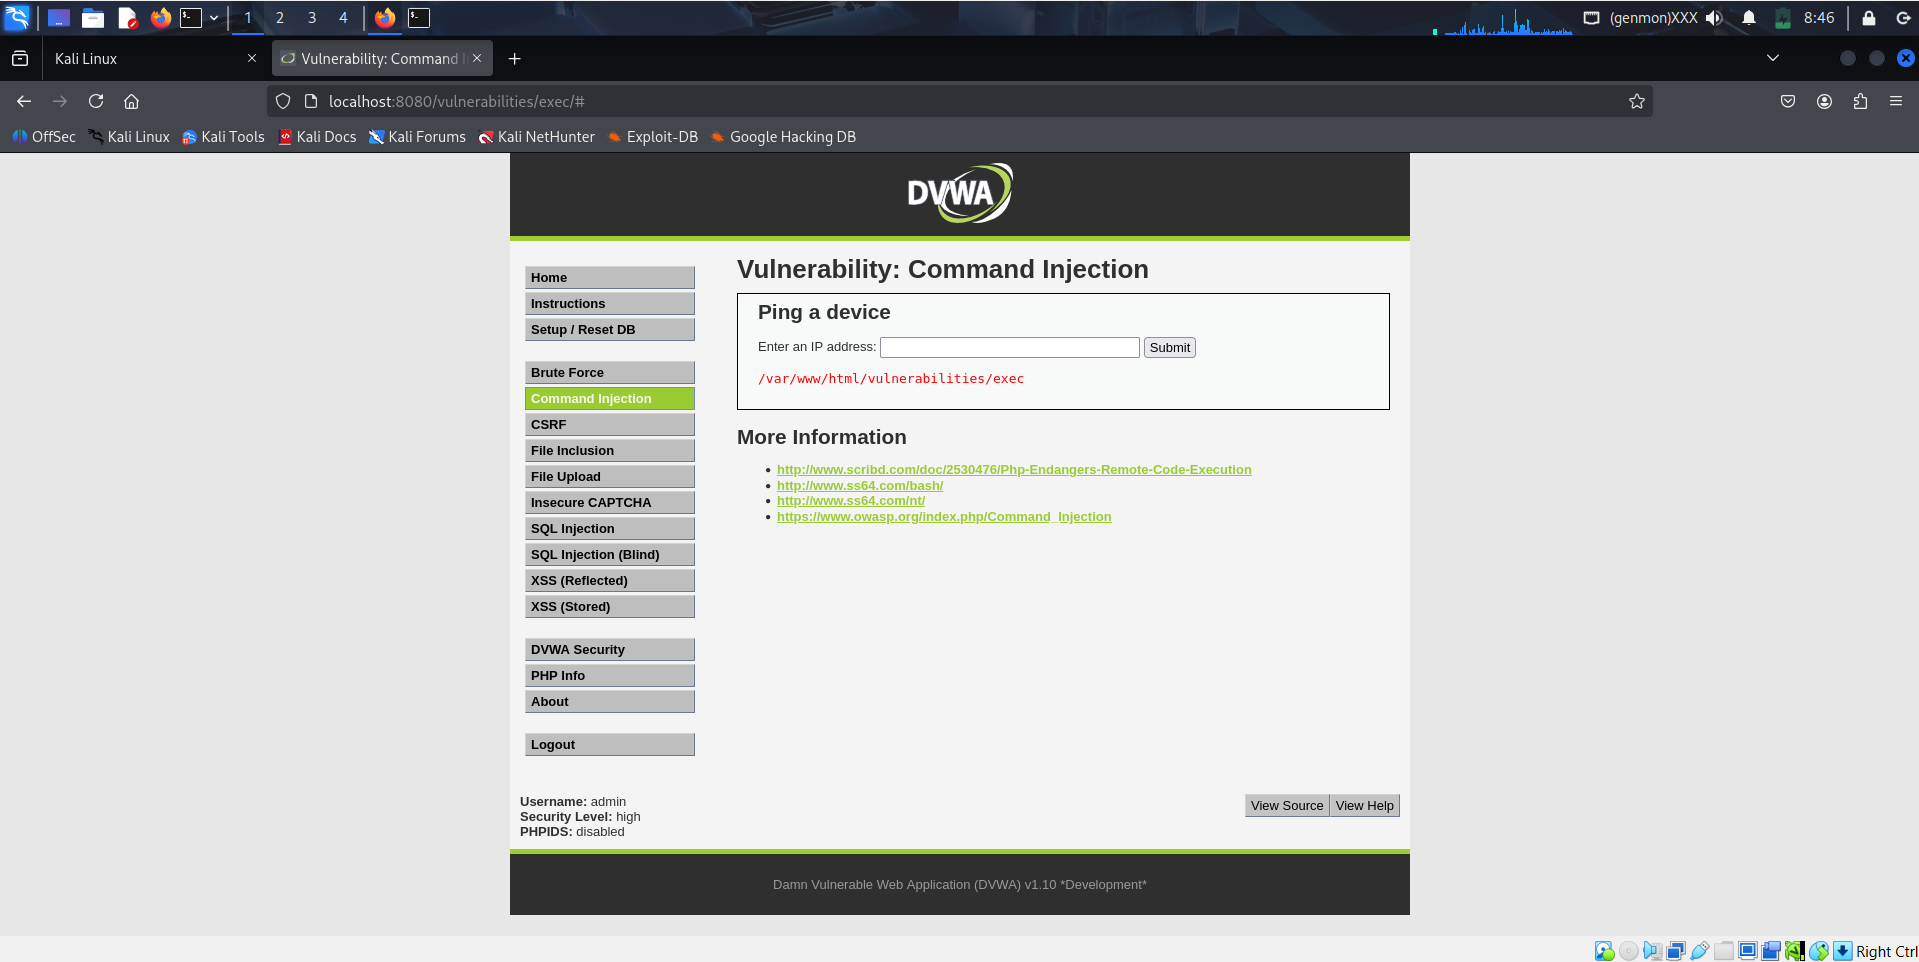 1 2 3 4 (genmon)XXX 8:46
Kali Linux
Vulnerability: Command I
localhost:8080/vulnerabilities/exec/#
OffSec Kali Linux Kali Tools Kali Docs Kali Forums Kali NetHunter Exploit-DB Google Hacking DB
DVWA
Home
Instructions
Setup / Reset DB
Brute Force
Command Injection
CSRF
File Inclusion
File Upload
Insecure CAPTCHA
SQL Injection
SQL Injection (Blind)
XSS (Reflected)
XSS (Stored)
DVWA Security
PHP Info
About
Logout
Vulnerability: Command Injection
Ping a device
Enter an IP address: Submit
/var/www/html/vulnerabilities/exec
More Information
http://www.scribd.com/doc/2530476/Php-Endangers-Remote-Code-Execution
http://www.ss64.com/bash/
http://www.ss64.com/nt/
https://www.owasp.org/index.php/Command_Injection
Username: admin
Security Level: high
PHPIDS: disabled
View Source View Help
Damn Vulnerable Web Application (DVWA) v1.10 *Development*
Right Ctrl